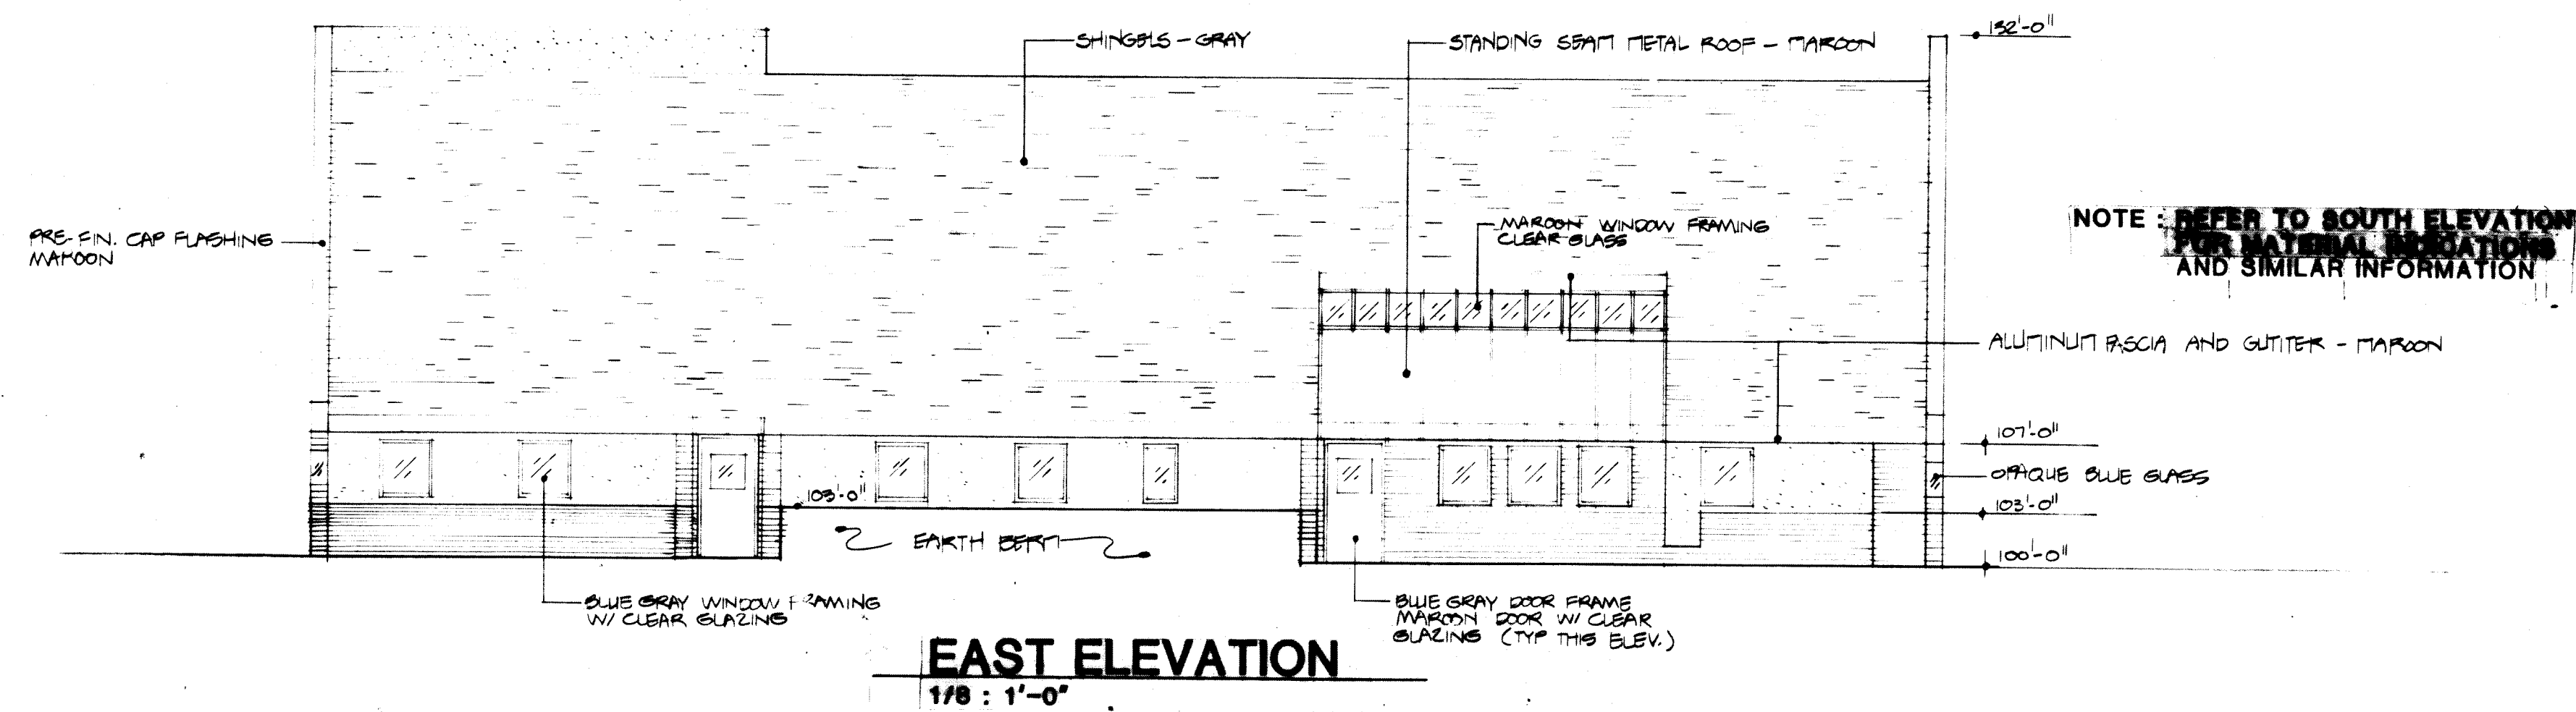 132'-0"
SHINGELS - GRAY
STANDING SEAM METAL ROOF - MAROON
MAROON WINDOW FRAMING
CLEAR GLASS
NOTE : REFER TO SOUTH ELEVATION
FOR MATERIAL INDICATIONS
AND SIMILAR INFORMATION
PRE-FIN. CAP FLASHING
MAROON
ALUMINUM FASCIA AND GUTTER - MAROON
107'-0"
OPAQUE BLUE GLASS
103'-0"
103'-0"
EARTH BERM
100'-0"
BLUE GRAY WINDOW FRAMING
W/ CLEAR GLAZING
BLUE GRAY DOOR FRAME
MAROON DOOR W/ CLEAR
GLAZING (TYP THIS ELEV.)
EAST ELEVATION
1/8 : 1'-0"